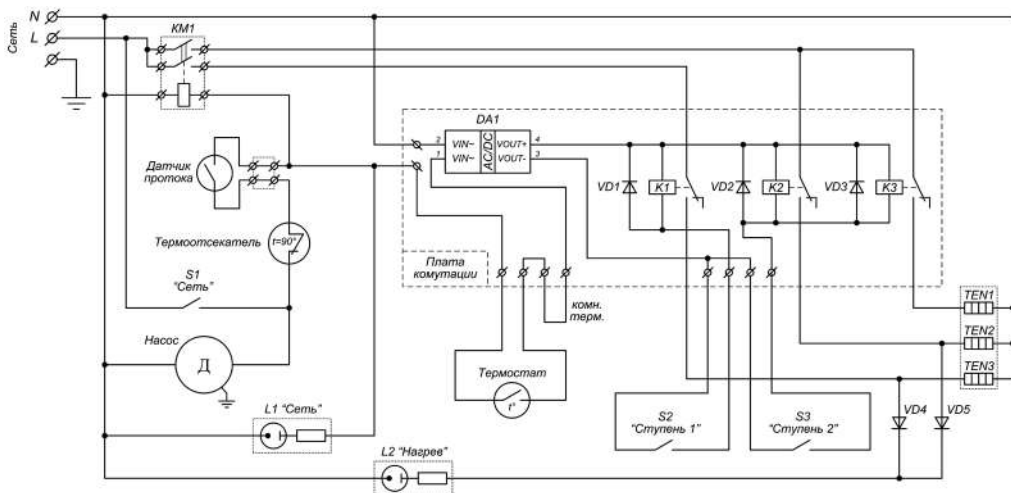 Сеть
N
L
КМ1
DA1
2
VIN~
AC/DC
VOUT+
4
1
VIN~
VOUT-
3
Датчик
протока
VD1
K1
VD2
K2
VD3
K3
Термоотсекатель
t=90°
Плата
комутации
S1
"Сеть"
комн.
терм.
TEN1
Насос
Д
TEN2
Термостат
t°
TEN3
L1 "Сеть"
S2
"Ступень 1"
S3
"Ступень 2"
VD4
VD5
L2 "Нагрев"